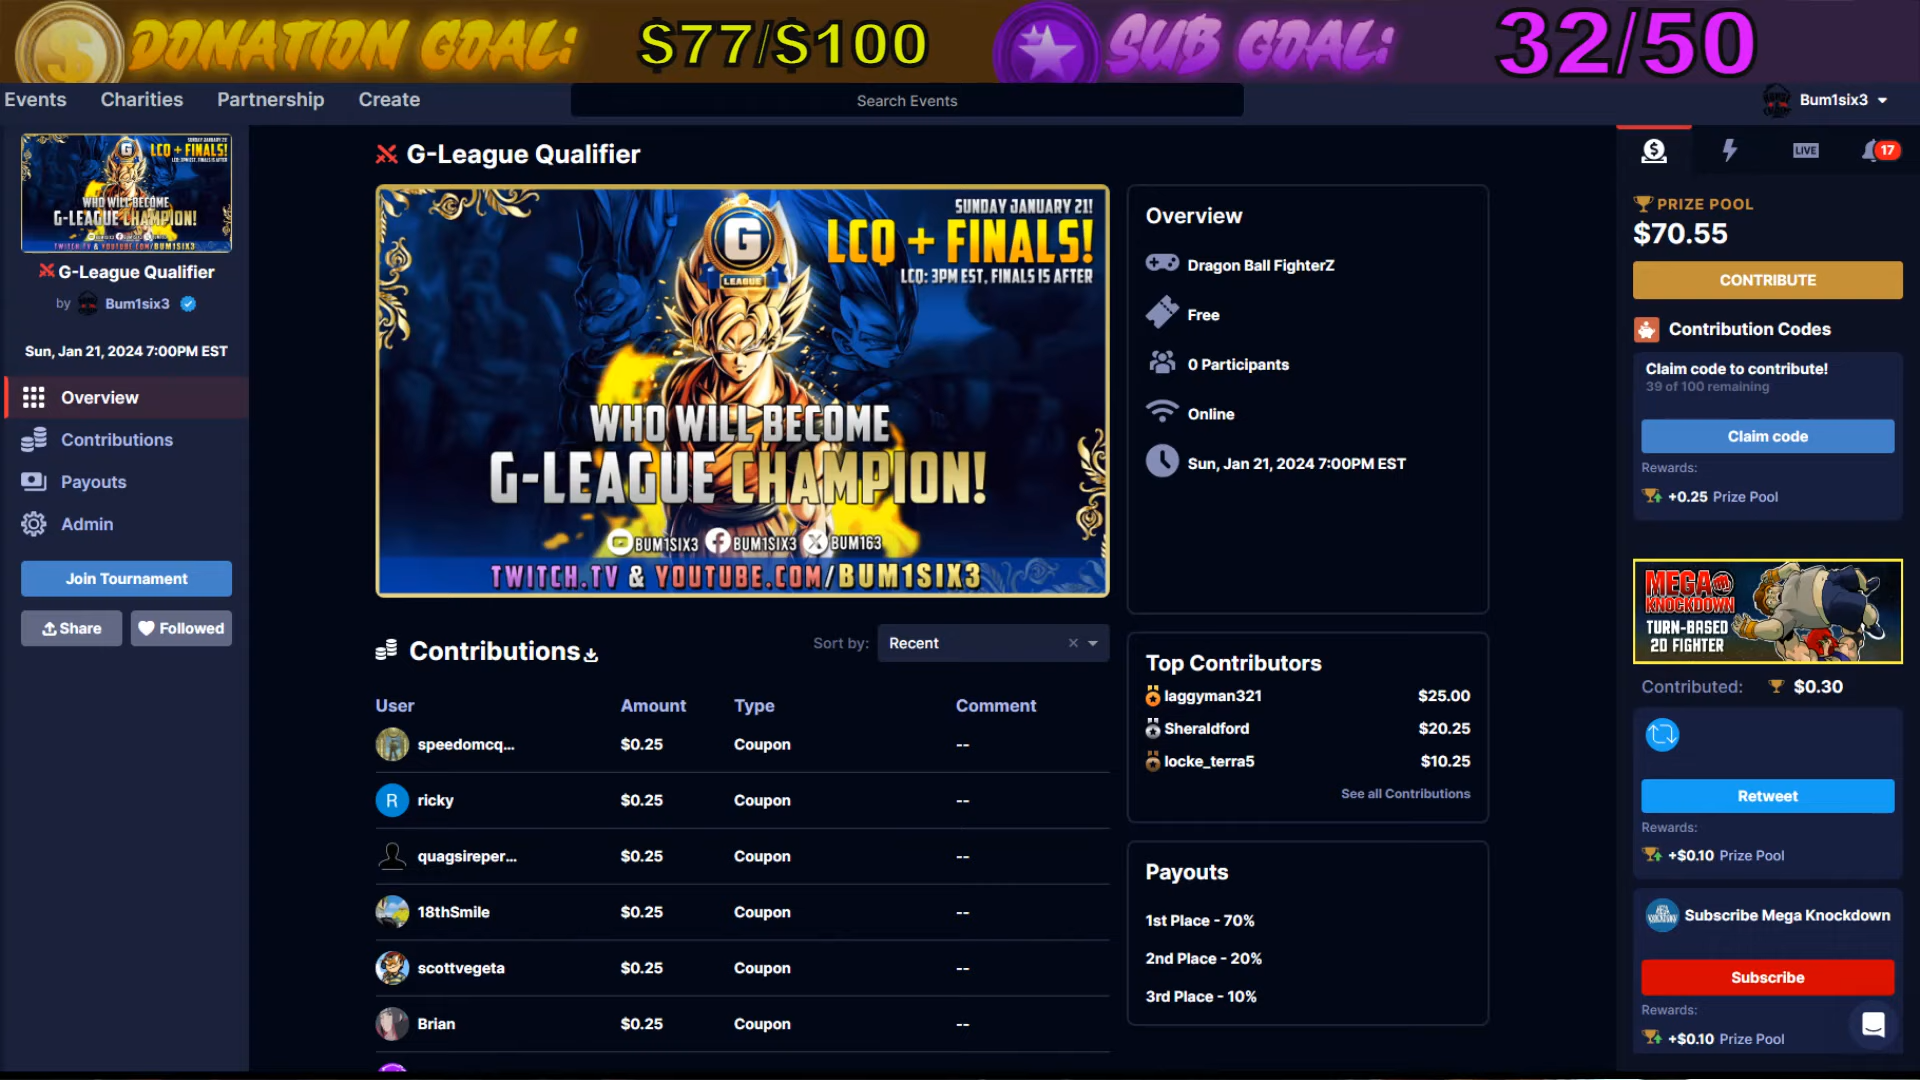 DONATION GOAL: $77/$100 SUB GOAL: 32/50
Events Charities Partnership Create Search Events Bum1six3
G-League Qualifier
by Bum1six3
Sun, Jan 21, 2024 7:00PM EST
Overview
Contributions
Payouts
Admin
Join Tournament
Share Followed
G-League Qualifier
SUNDAY JANUARY 21!
LCQ + FINALS!
LCQ: 3PM EST, FINALS IS AFTER
G
LEAGUE
WHO WILL BECOME
G-LEAGUE CHAMPION!
BUM1SIX3 BUM1SIX3 BUM163
TWITCH.TV & YOUTUBE.COM/BUM1SIX3
Overview
Dragon Ball FighterZ
Free
0 Participants
Online
Sun, Jan 21, 2024 7:00PM EST
Contributions
Sort by: Recent
User Amount Type Comment
speedomcq... $0.25 Coupon --
R ricky $0.25 Coupon --
quagsireper... $0.25 Coupon --
18thSmile $0.25 Coupon --
scottvegeta $0.25 Coupon --
Brian $0.25 Coupon --
Top Contributors
laggyman321 $25.00
Sheraldford $20.25
locke_terra5 $10.25
See all Contributions
Payouts
1st Place - 70%
2nd Place - 20%
3rd Place - 10%
LIVE 17
PRIZE POOL
$70.55
CONTRIBUTE
Contribution Codes
Claim code to contribute!
39 of 100 remaining
Claim code
Rewards:
+0.25 Prize Pool
MEGA
KNOCKDOWN
TURN-BASED
2D FIGHTER
Contributed: $0.30
Retweet
Rewards:
+$0.10 Prize Pool
Subscribe Mega Knockdown
Subscribe
Rewards:
+$0.10 Prize Pool